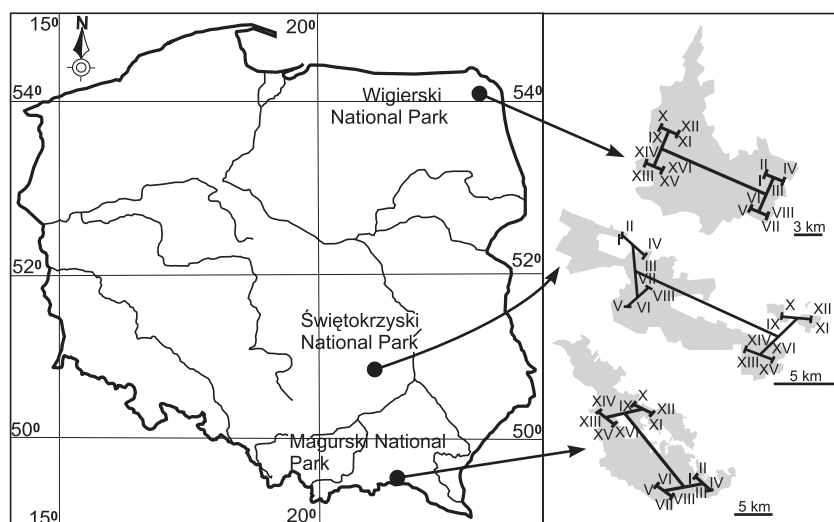 15⁰
N
20⁰
54⁰
54⁰
Wigierski
National Park
52⁰
52⁰
Świętokrzyski
National Park
50⁰
50⁰
Magurski National
Park
15⁰
20⁰
X
XII
IX
XI
XIV
XVI
XIII
XV
II
IV
I
III
VI
V
VIII
VII
3 km
II
I
IV
III
VII
VIII
V
VI
X
XII
IX
XI
XIV
XVI
XIII
XV
5 km
XIV
X
IX
XII
XIII
XI
XV
XVI
II
VI
I
IV
V
VIII
III
VII
5 km